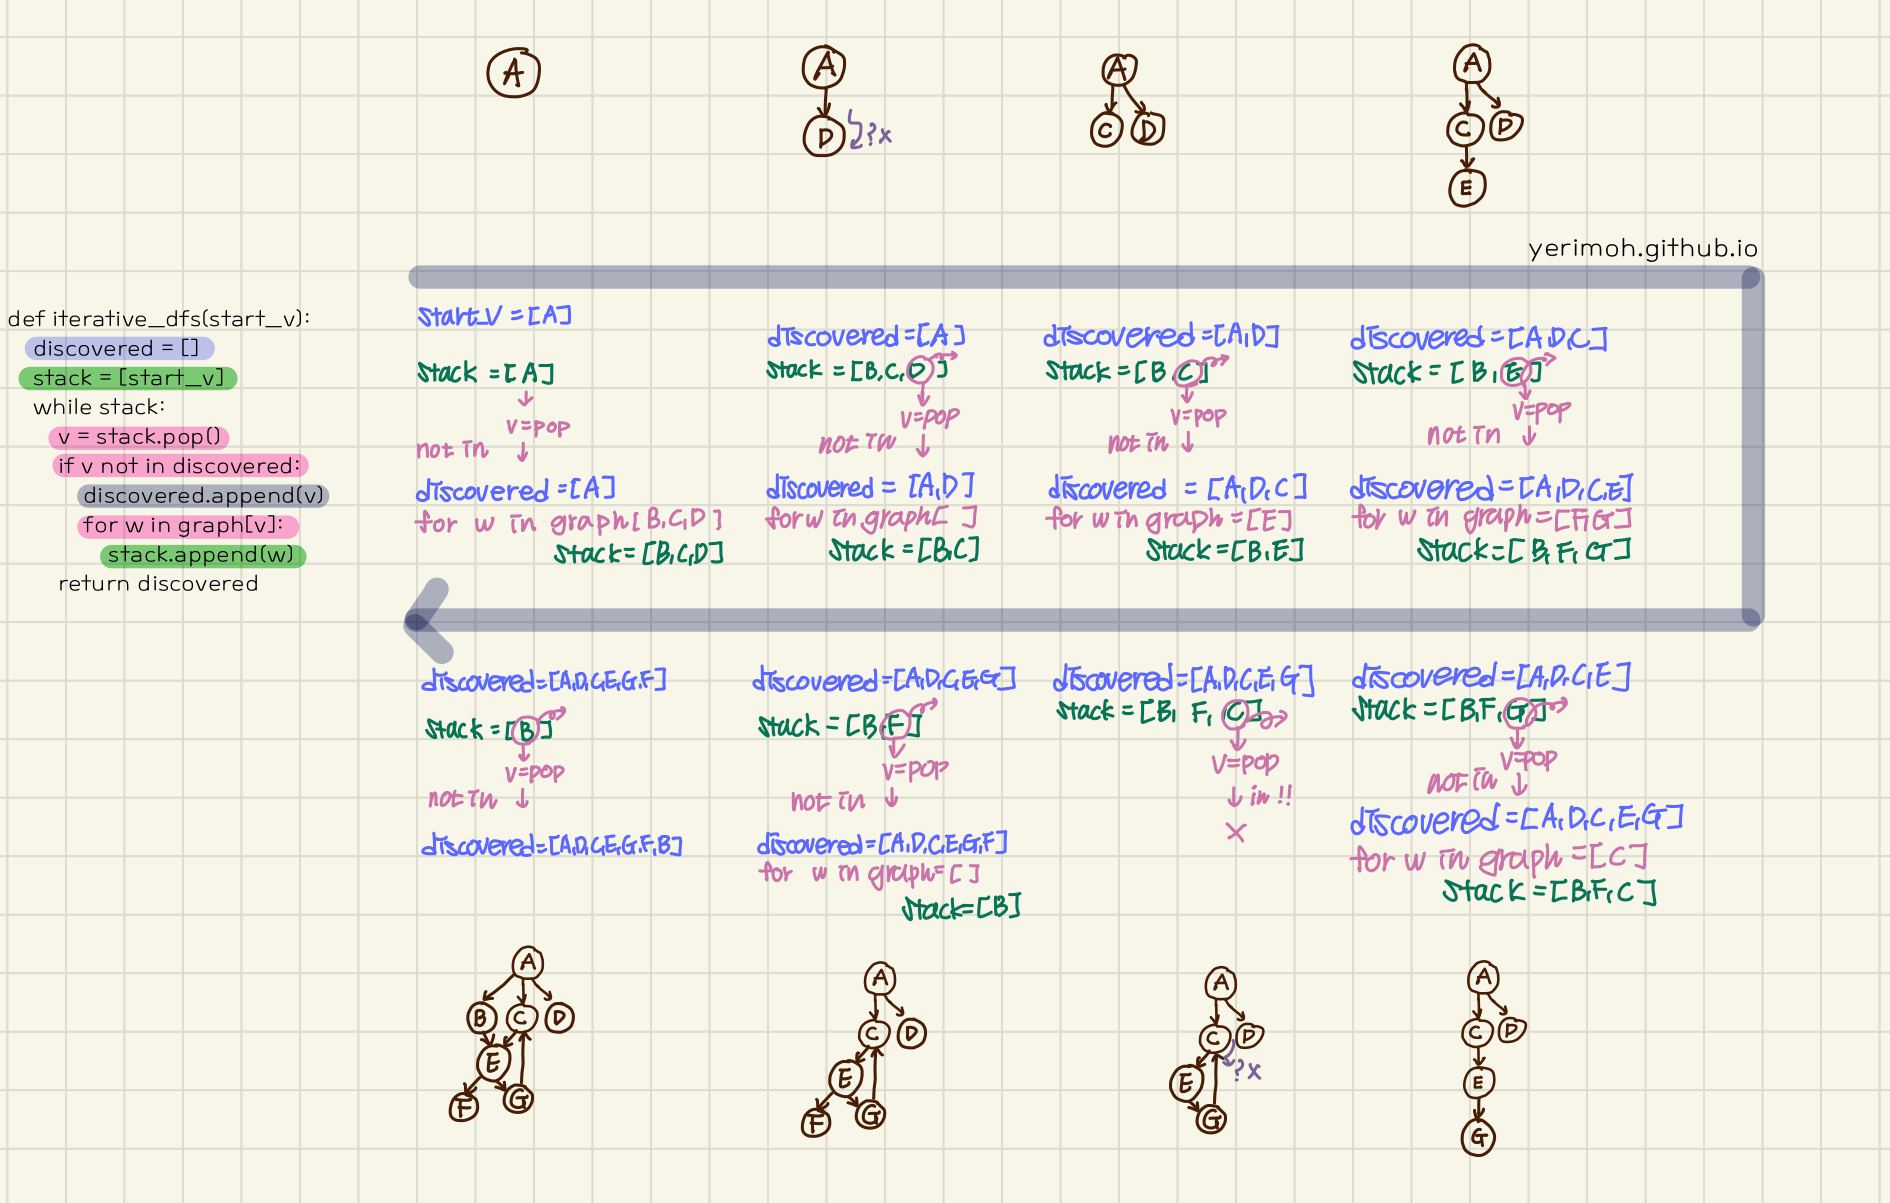 A
A
D
?x
A
C D
A
C D
E
yerimoh.github.io
def iterative_dfs(start_v):
discovered = []
stack = [start_v]
while stack:
v = stack.pop()
if v not in discovered:
discovered.append(v)
for w in graph[v]:
stack.append(w)
return discovered
start_V = [A]
stack = [A]
v=pop
not in
discovered = [A]
for w in graph[B,C,D]
stack = [B,C,D]
discovered = [A]
stack = [B,C,D]
v=pop
not in
discovered = [A,D]
for w in graph[ ]
stack = [B,C]
discovered = [A,D]
stack = [B,C]
v=pop
not in
discovered = [A,D,C]
for w in graph = [E]
stack = [B,E]
discovered = [A,D,C]
stack = [B,E]
v=pop
not in
discovered = [A,D,C,E]
for w in graph = [F,G]
stack = [B,F,G]
discovered=[A,D,C,E,G,F]
stack = [B]
v=pop
not in
discovered=[A,D,C,E,G,F,B]
discovered=[A,D,C,E,G]
stack = [B,F]
v=pop
not in
discovered=[A,D,C,E,G,F]
for w in graph=[ ]
stack=[B]
discovered=[A,D,C,E,G]
stack = [B, F, C]
v=pop
in !!
x
discovered=[A,D,C,E]
stack = [B,F,G]
v=pop
not in
discovered=[A,D,C,E,G]
for w in graph = [C]
stack = [B,F,C]
A
B C D
E
F G
A
C D
E
F G
A
C D
?x
E
G
A
C D
E
G